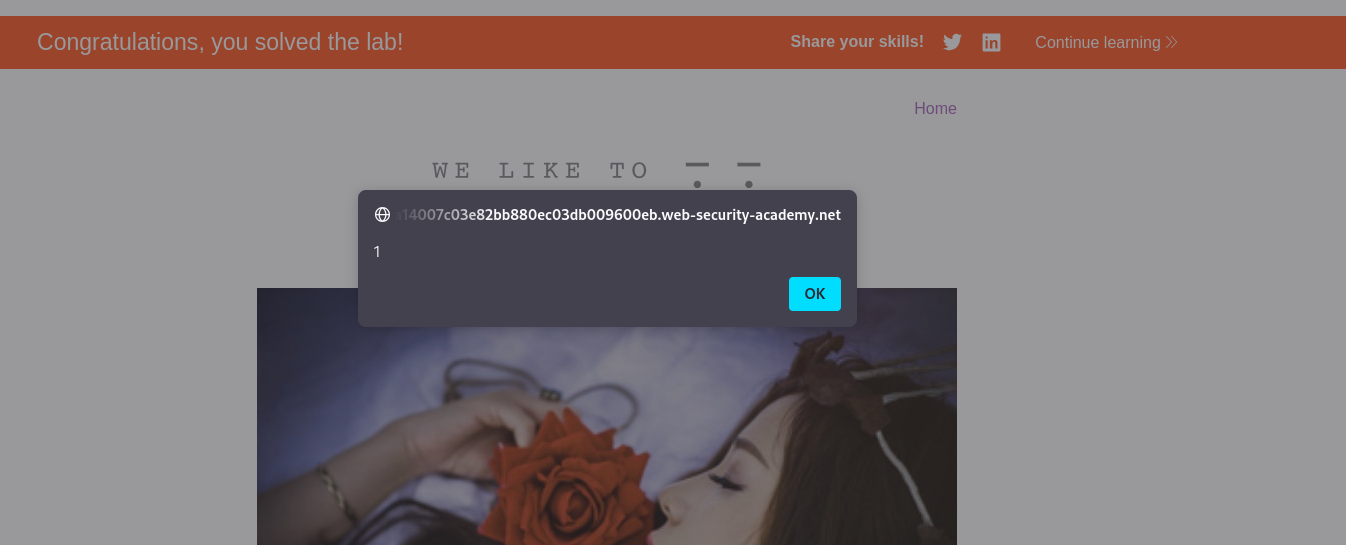 Congratulations, you solved the lab!
Share your skills!
Continue learning
Home
WE LIKE TO
14007c03e82bb880ec03db009600eb.web-security-academy.net
1
OK